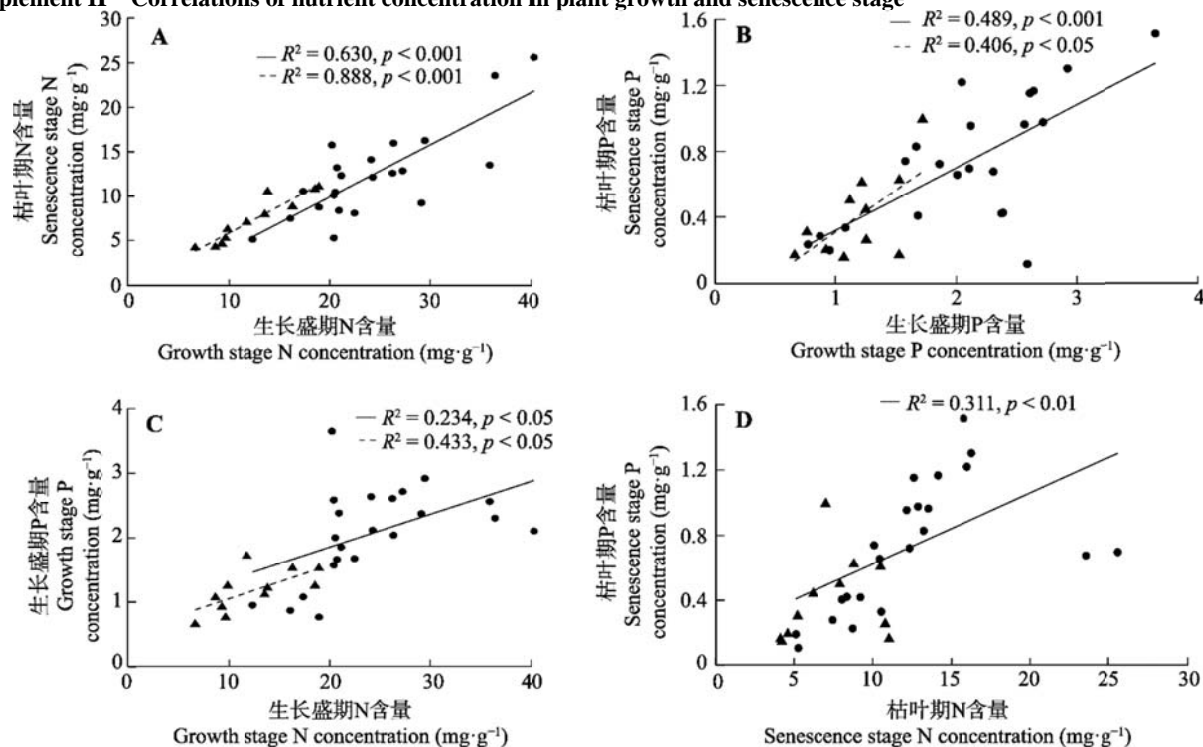 plement II Correlations of nutrient concentration in plant growth and senescence stage
A
R² = 0.630, p < 0.001
R² = 0.888, p < 0.001
枯叶期N含量
Senescence stage N
concentration (mg·g⁻¹)
30
25
20
15
10
5
0
0 10 20 30 40
生长盛期N含量
Growth stage N concentration (mg·g⁻¹)
B
R² = 0.489, p < 0.001
R² = 0.406, p < 0.05
枯叶期P含量
Senescence stage P
concentration (mg·g⁻¹)
1.6
1.2
0.8
0.4
0
0 1 2 3 4
生长盛期P含量
Growth stage P concentration (mg·g⁻¹)
C
R² = 0.234, p < 0.05
R² = 0.433, p < 0.05
生长盛期P含量
Growth stage P
concentration (mg·g⁻¹)
4
3
2
1
0
0 10 20 30 40
生长盛期N含量
Growth stage N concentration (mg·g⁻¹)
D
R² = 0.311, p < 0.01
枯叶期P含量
Senescence stage P
concentration (mg·g⁻¹)
1.6
1.2
0.8
0.4
0
0 5 10 15 20 25 30
枯叶期N含量
Senescence stage N concentration (mg·g⁻¹)